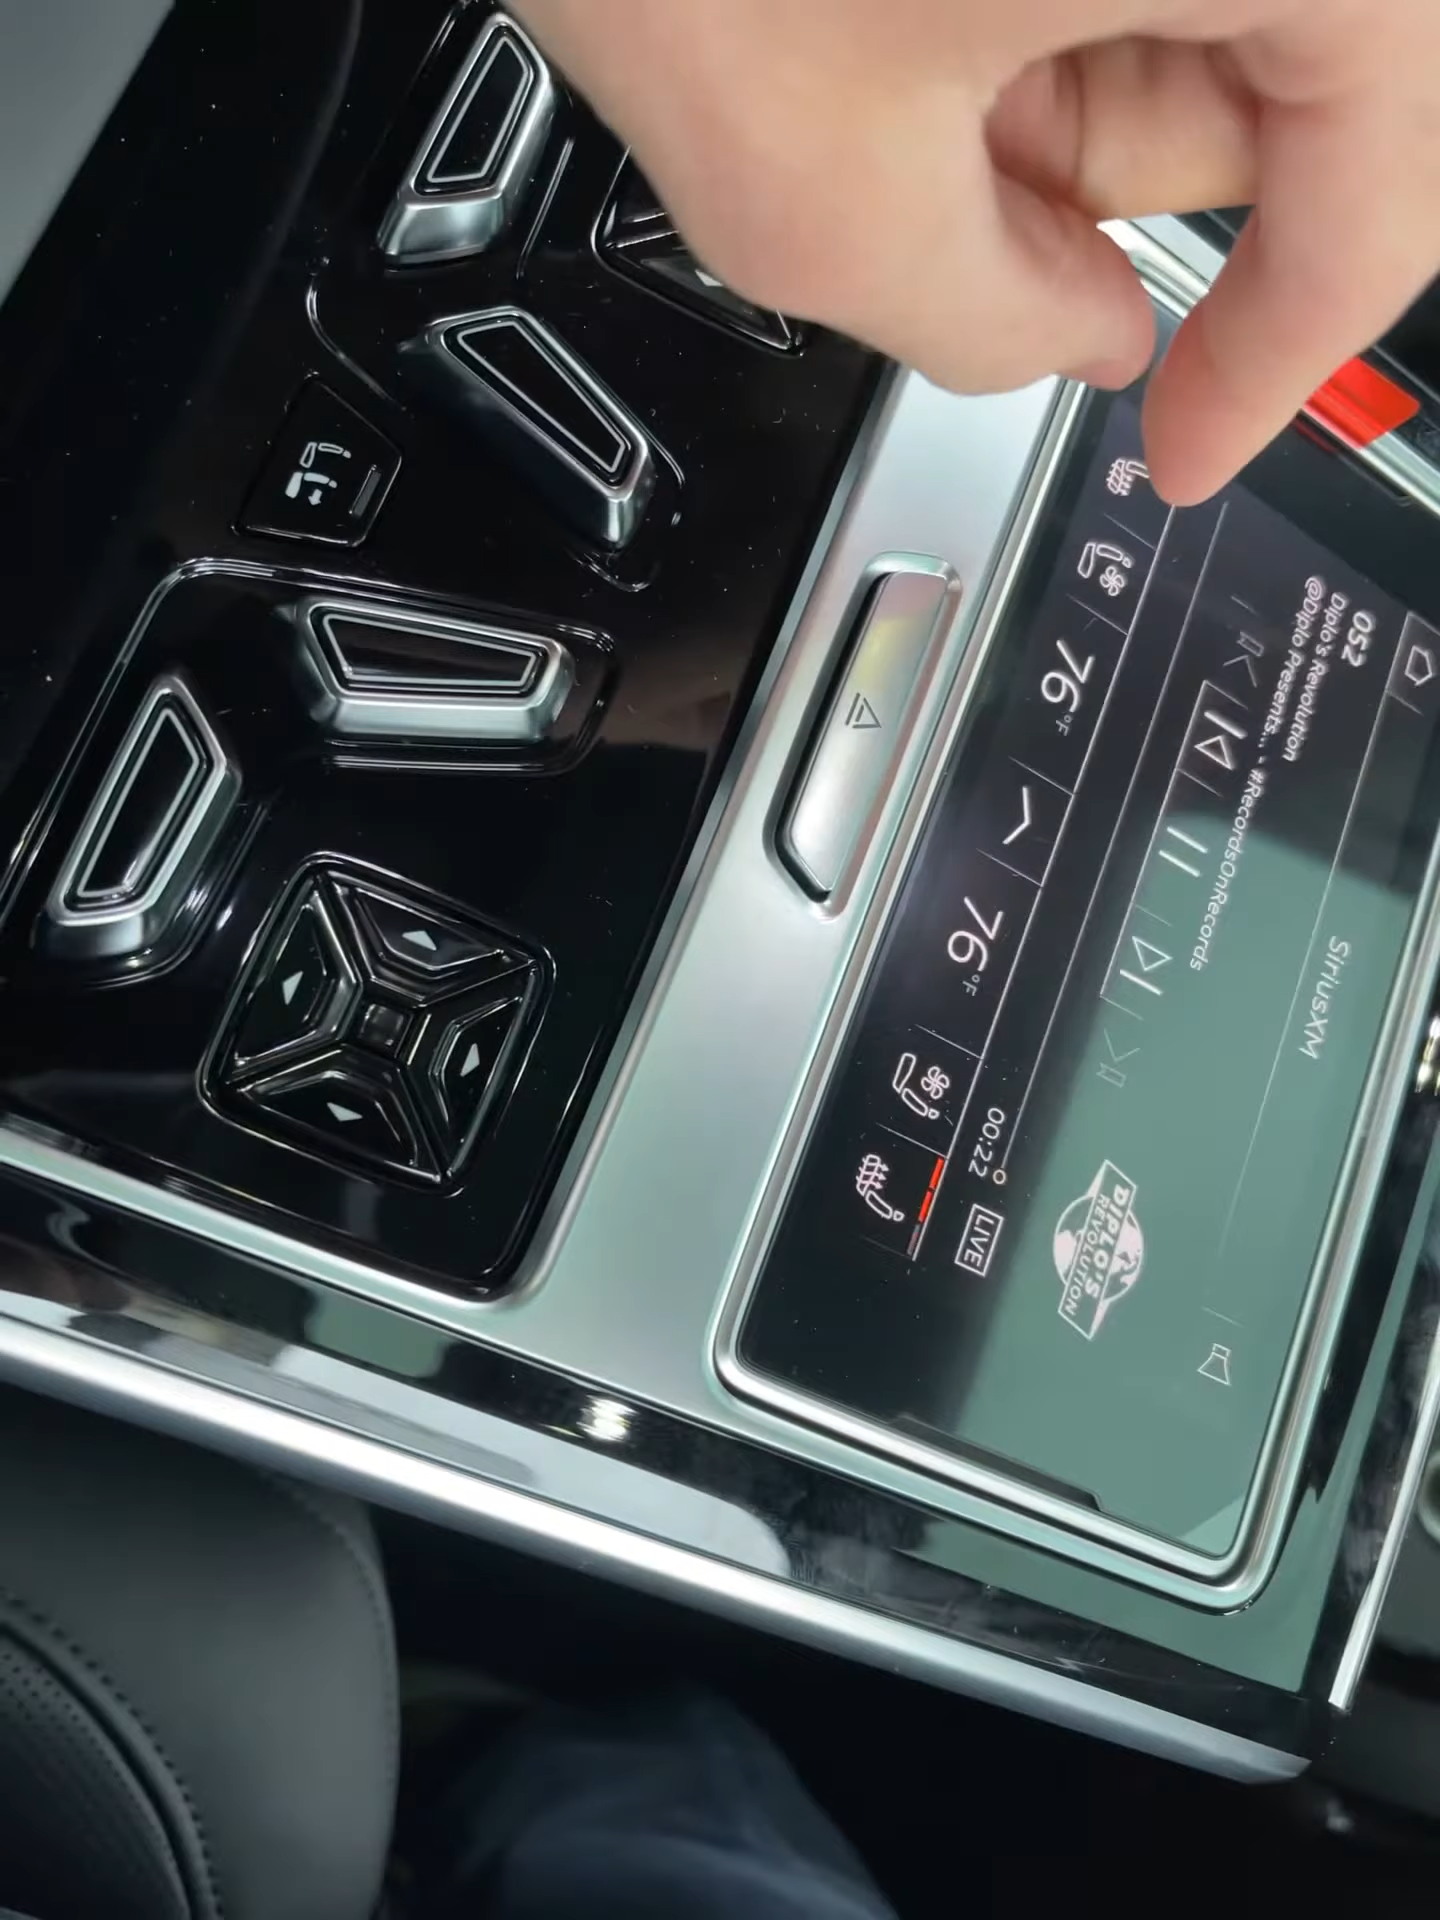 SiriusXM
052
Diplo's Revolution
@Diplo Presents... - #RecordsOnRecords
DIPLO'S
REVOLUTION
00:22
LIVE
76°F
76°F